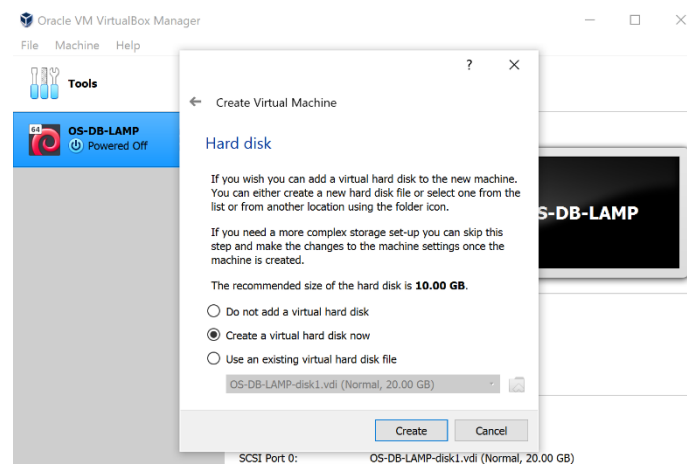 Oracle VM VirtualBox Manager
File Machine Help
Tools
? ×
Create Virtual Machine
64
OS-DB-LAMP
Powered Off
Hard disk
If you wish you can add a virtual hard disk to the new machine.
You can either create a new hard disk file or select one from the
list or from another location using the folder icon.
S-DB-LAMP
If you need a more complex storage set-up you can skip this
step and make the changes to the machine settings once the
machine is created.
The recommended size of the hard disk is 10.00 GB.
Do not add a virtual hard disk
Create a virtual hard disk now
Use an existing virtual hard disk file
OS-DB-LAMP-disk1.vdi (Normal, 20.00 GB)
Create Cancel
SCSI Port 0: OS-DB-LAMP-disk1.vdi (Normal, 20.00 GB)